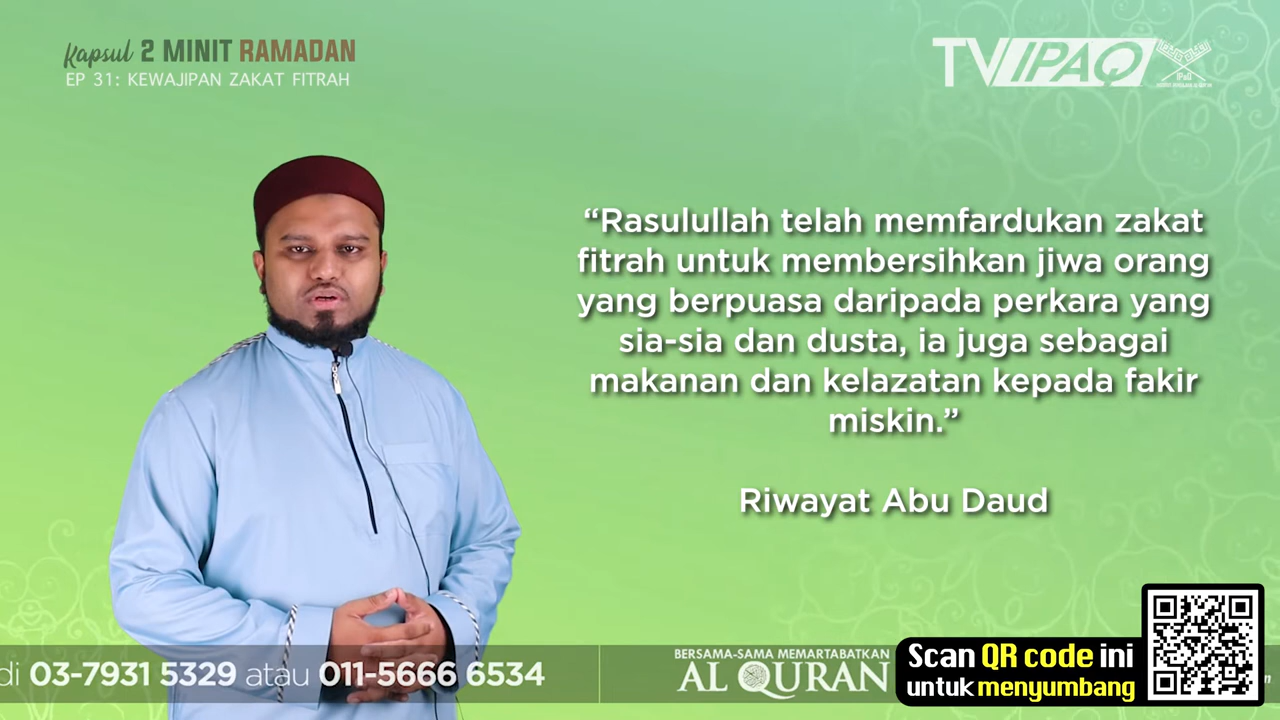 Kapsul 2 MINIT RAMADAN
EP 31: KEWAJIPAN ZAKAT FITRAH
TV IPAQ
“Rasulullah telah memfardukan zakat
fitrah untuk membersihkan jiwa orang
yang berpuasa daripada perkara yang
sia-sia dan dusta, ia juga sebagai
makanan dan kelazatan kepada fakir
miskin.”
Riwayat Abu Daud
di 03-7931 5329 atau 011-5666 6534
BERSAMA-SAMA MEMARTABATKAN
AL QURAN
Scan QR code ini
untuk menyumbang